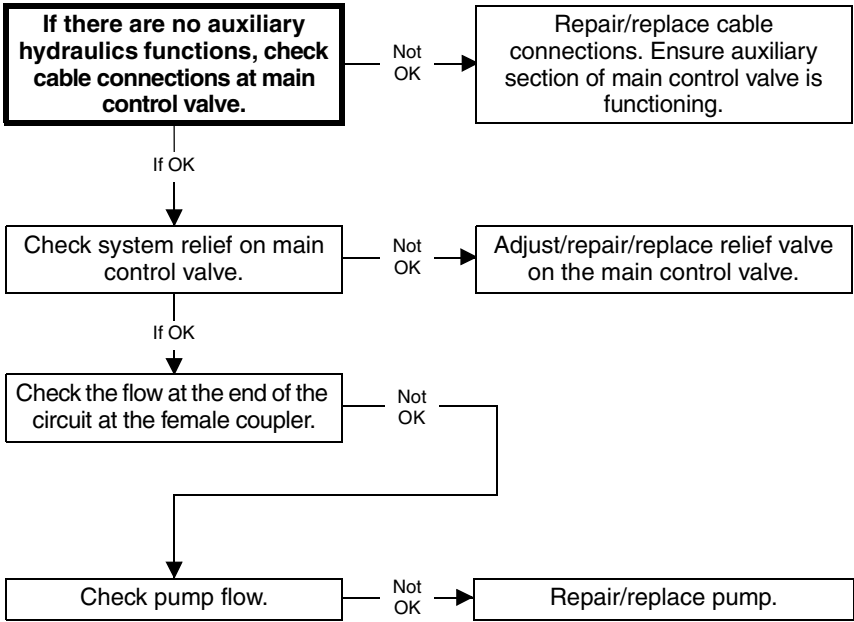 If there are no auxiliary
hydraulics functions, check
cable connections at main
control valve.
Not
OK
Repair/replace cable
connections. Ensure auxiliary
section of main control valve is
functioning.
If OK
Check system relief on main
control valve.
Not
OK
Adjust/repair/replace relief valve
on the main control valve.
If OK
Check the flow at the end of the
circuit at the female coupler.
Not
OK
Check pump flow.
Not
OK
Repair/replace pump.